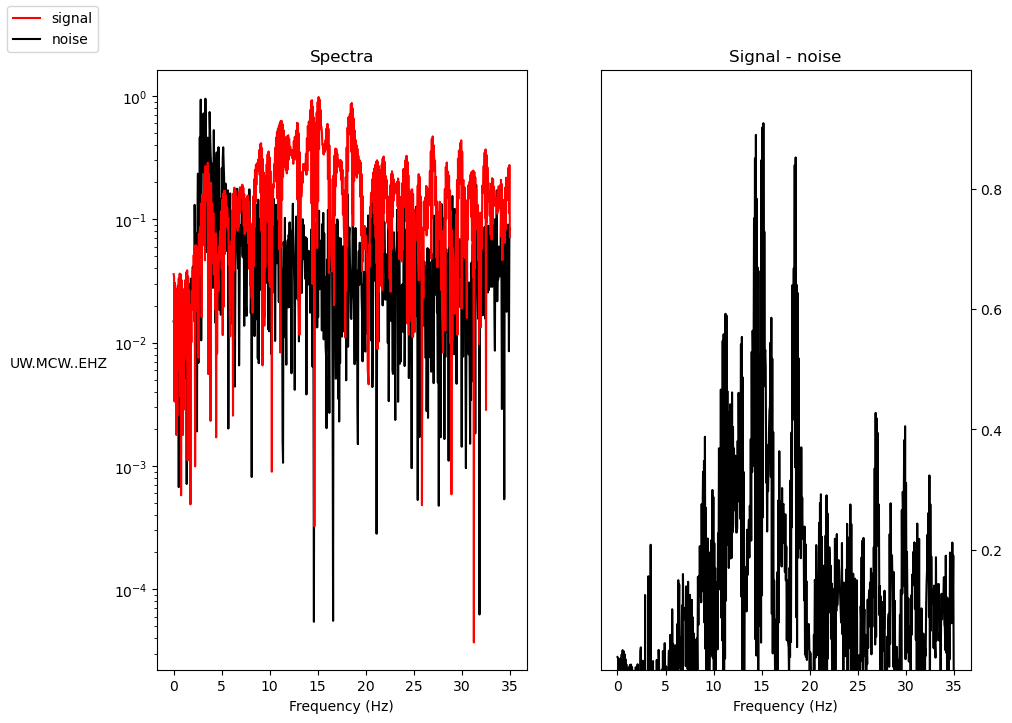 signal
noise
Spectra
Signal - noise
10^0
10^-1
10^-2
10^-3
10^-4
UW.MCW..EHZ
0.8
0.6
0.4
0.2
0 5 10 15 20 25 30 35
0 5 10 15 20 25 30 35
Frequency (Hz)
Frequency (Hz)